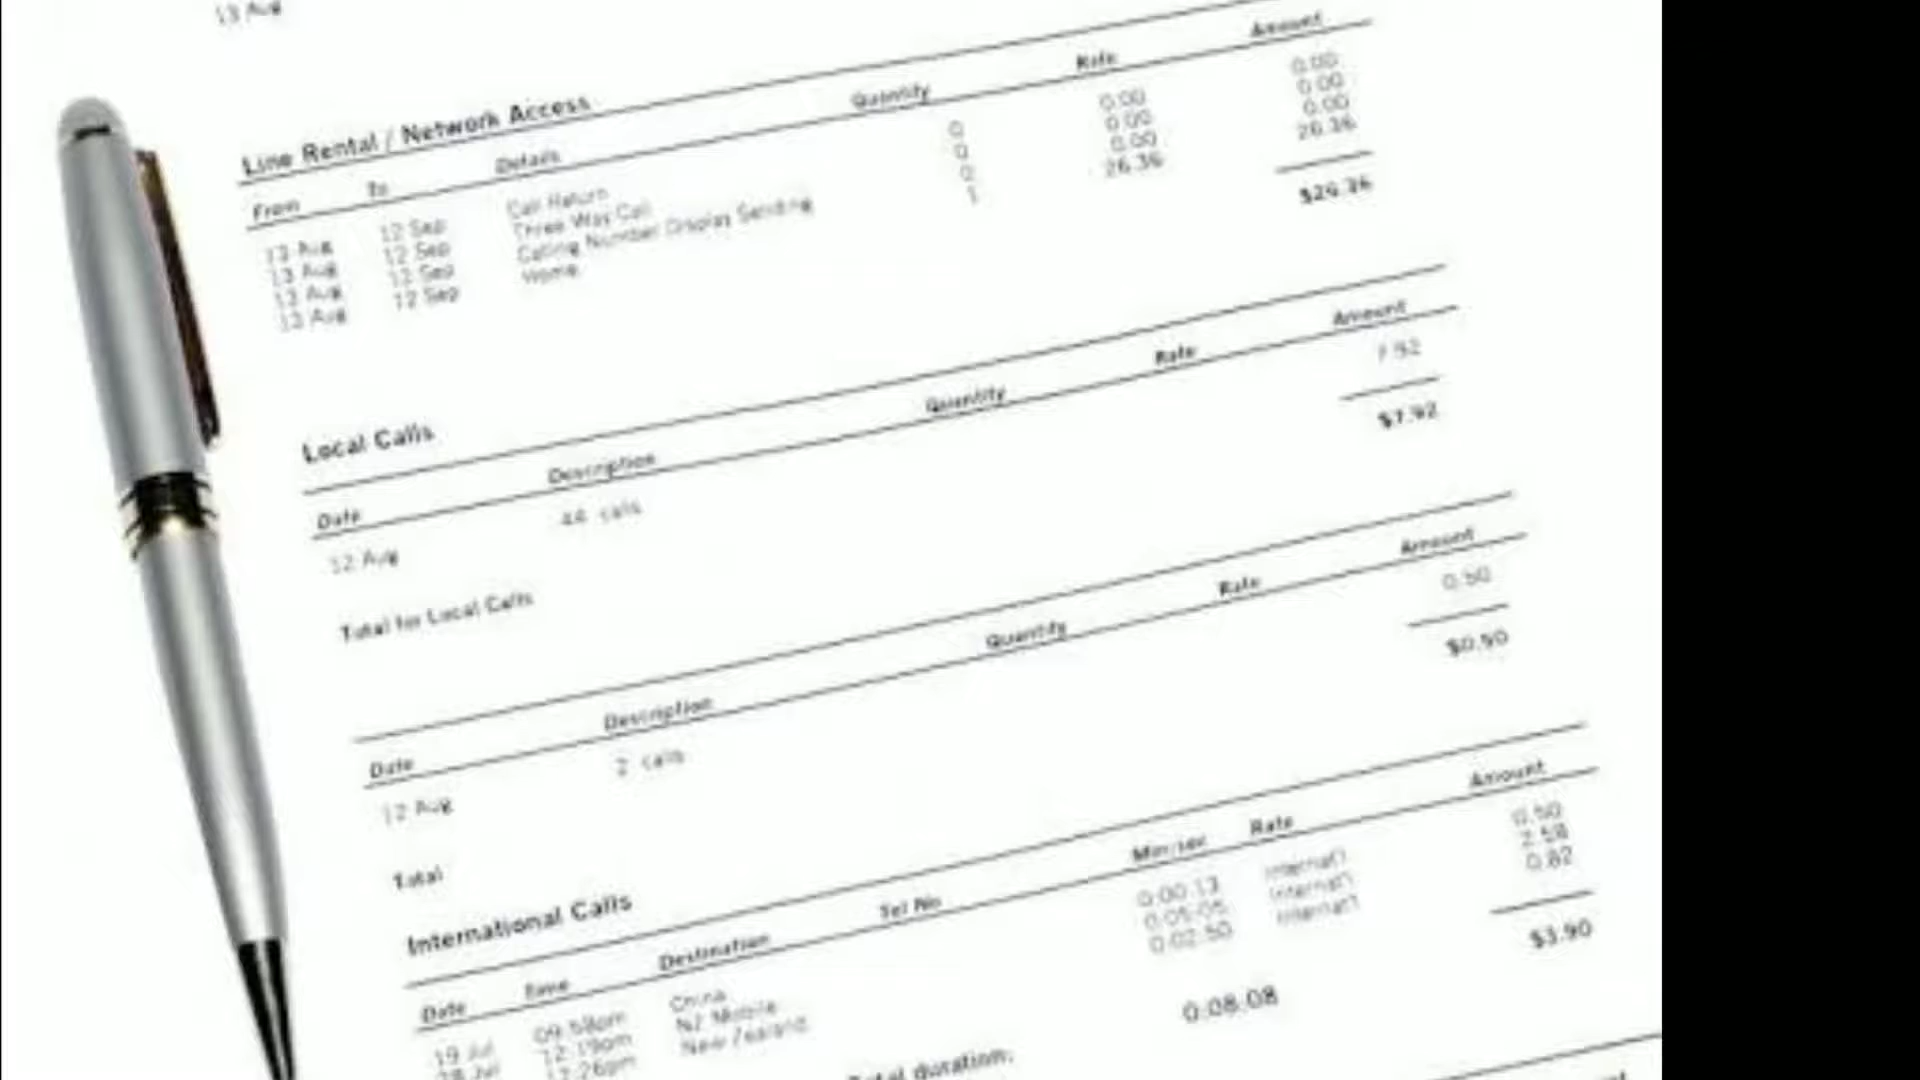 13 Aug
Line Rental / Network Access
From To Details Quantity Rate Amount
13 Aug 12 Sep Call Return 0 0.00 0.00
13 Aug 12 Sep Three Way Call 0 0.00 0.00
13 Aug 12 Sep Calling Number Display Sending 0 0.00 0.00
13 Aug 12 Sep Home 1 26.36 26.36
$26.36
Local Calls
Date Description Quantity Rate Amount
12 Aug 44 calls 7.92
Total for Local Calls $7.92
Date Description Quantity Rate Amount
12 Aug 2 calls 0.50
Total $0.50
International Calls
Date Time Destination Tel No Min:sec Rate Amount
19 Jul 09:58pm China 0:00:13 Internat'l 0.50
28 Jul 12:19pm NZ Mobile 0:05:05 Internat'l 2.58
12:26pm New Zealand 0:02:50 Internat'l 0.82
Total duration: 0:08:08 $3.90